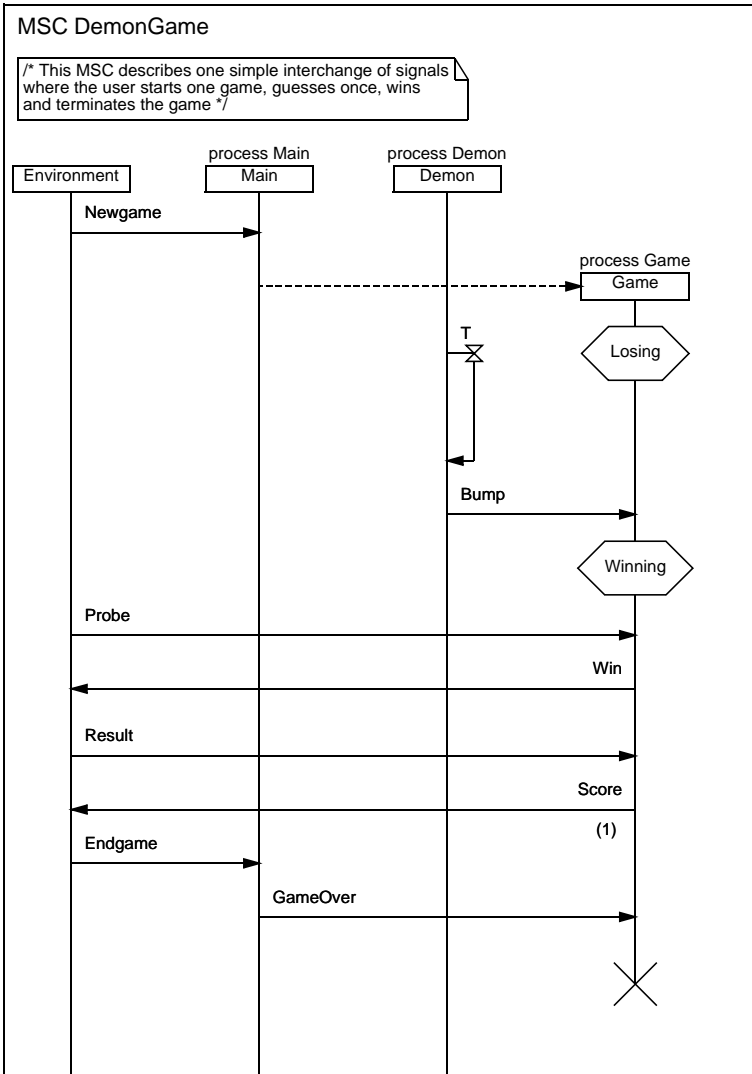 MSC DemonGame
/* This MSC describes one simple interchange of signals
where the user starts one game, guesses once, wins
and terminates the game */
process Main
process Demon
Environment
Main
Demon
Newgame
process Game
Game
T
Losing
Bump
Winning
Probe
Win
Result
Score
(1)
Endgame
GameOver